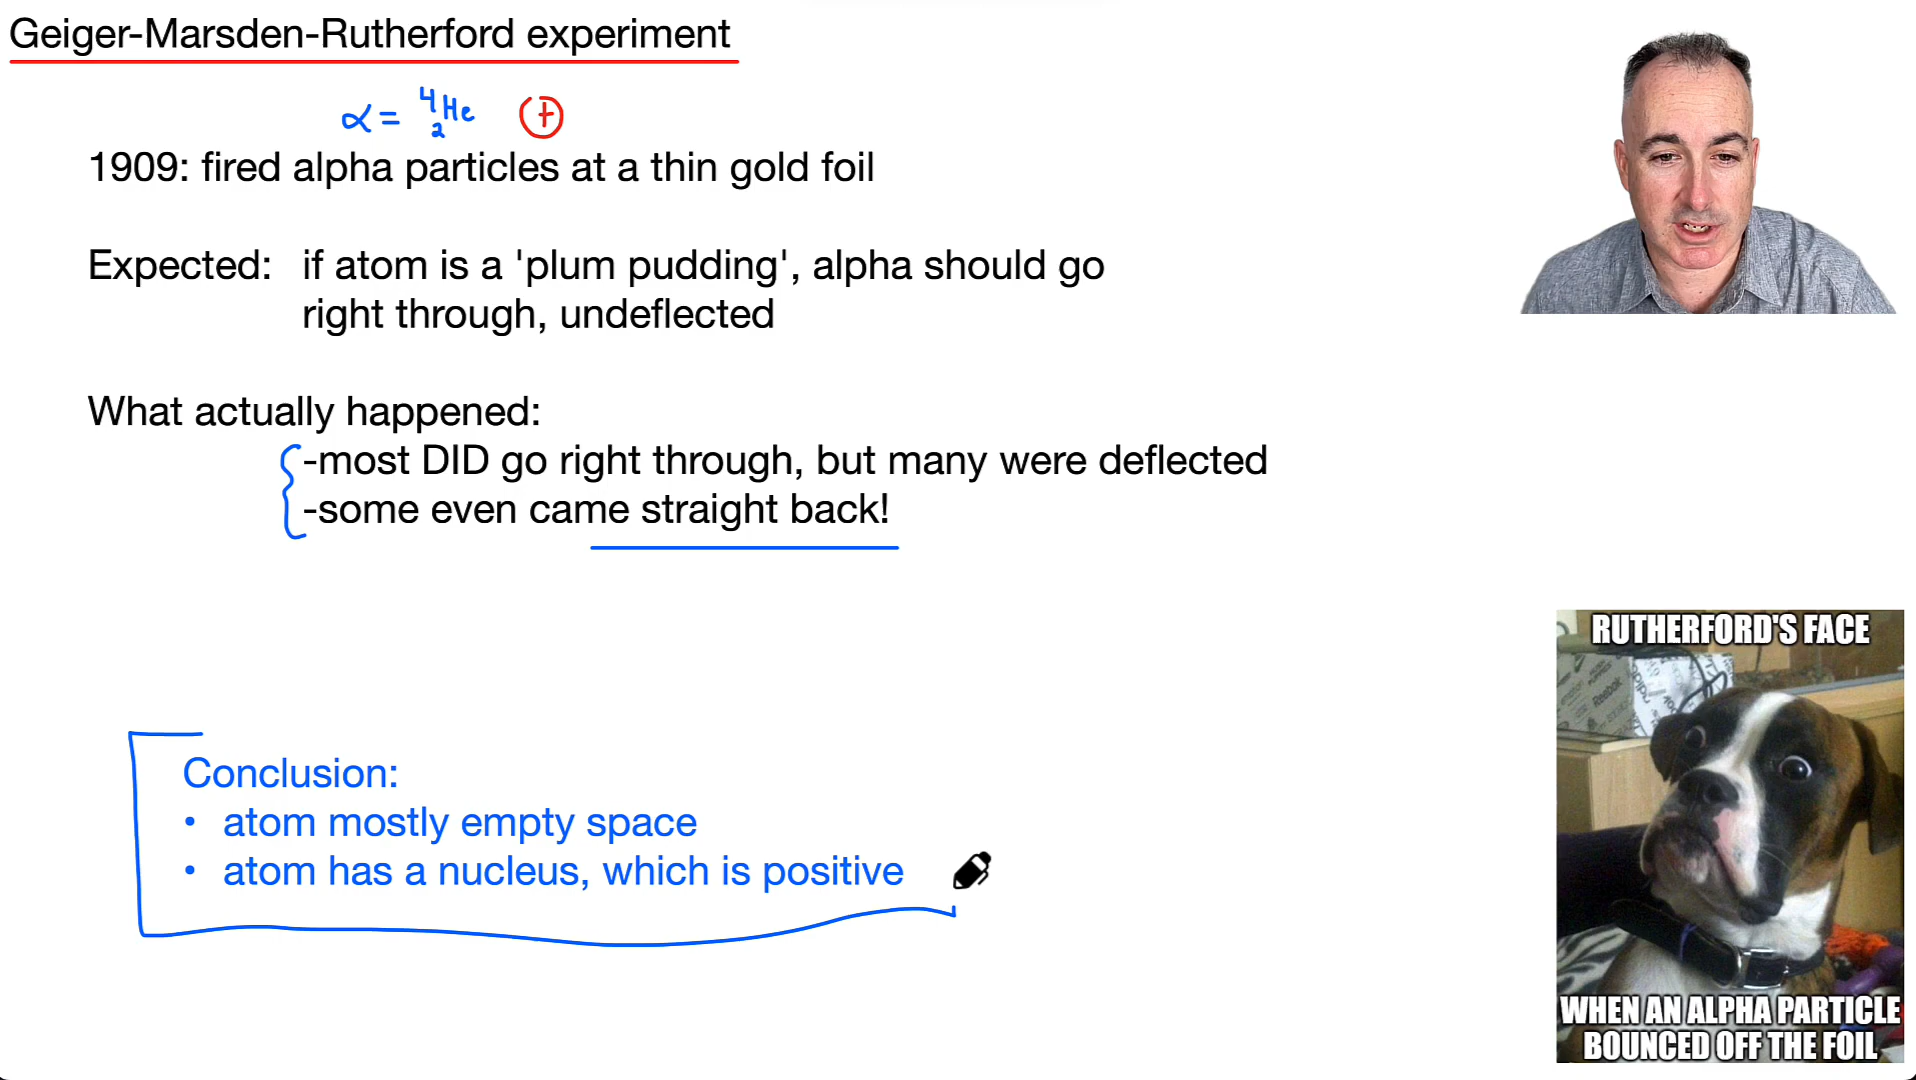 Geiger-Marsden-Rutherford experiment
α = ⁴₂He +
1909: fired alpha particles at a thin gold foil
Expected: if atom is a 'plum pudding', alpha should go
right through, undeflected
What actually happened:
-most DID go right through, but many were deflected
-some even came straight back!
Conclusion:
• atom mostly empty space
• atom has a nucleus, which is positive
RUTHERFORD'S FACE
Reebok
WHEN AN ALPHA PARTICLE
BOUNCED OFF THE FOIL